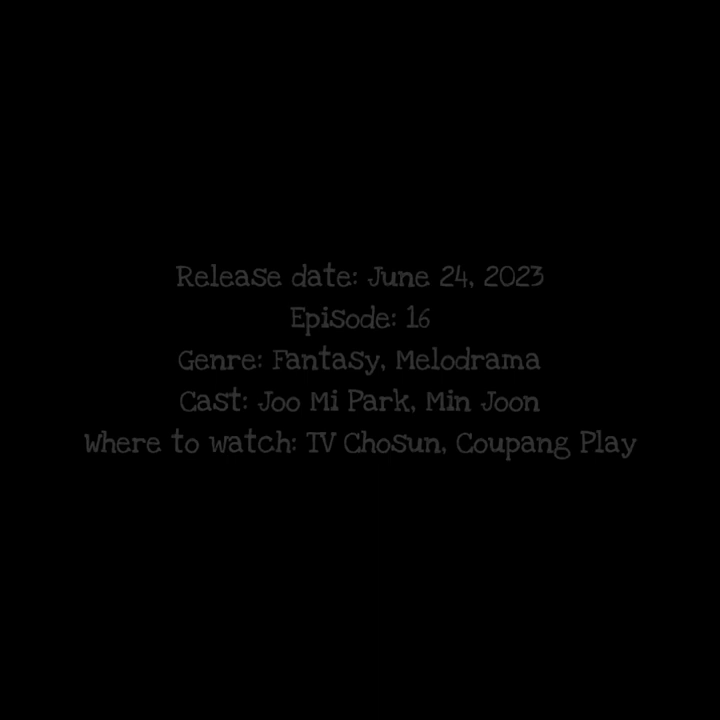 Release date: June 24, 2023
Episode: 16
Genre: Fantasy, Melodrama
Cast: Joo Mi Park, Min Joon
Where to watch: TV Chosun, Coupang Play